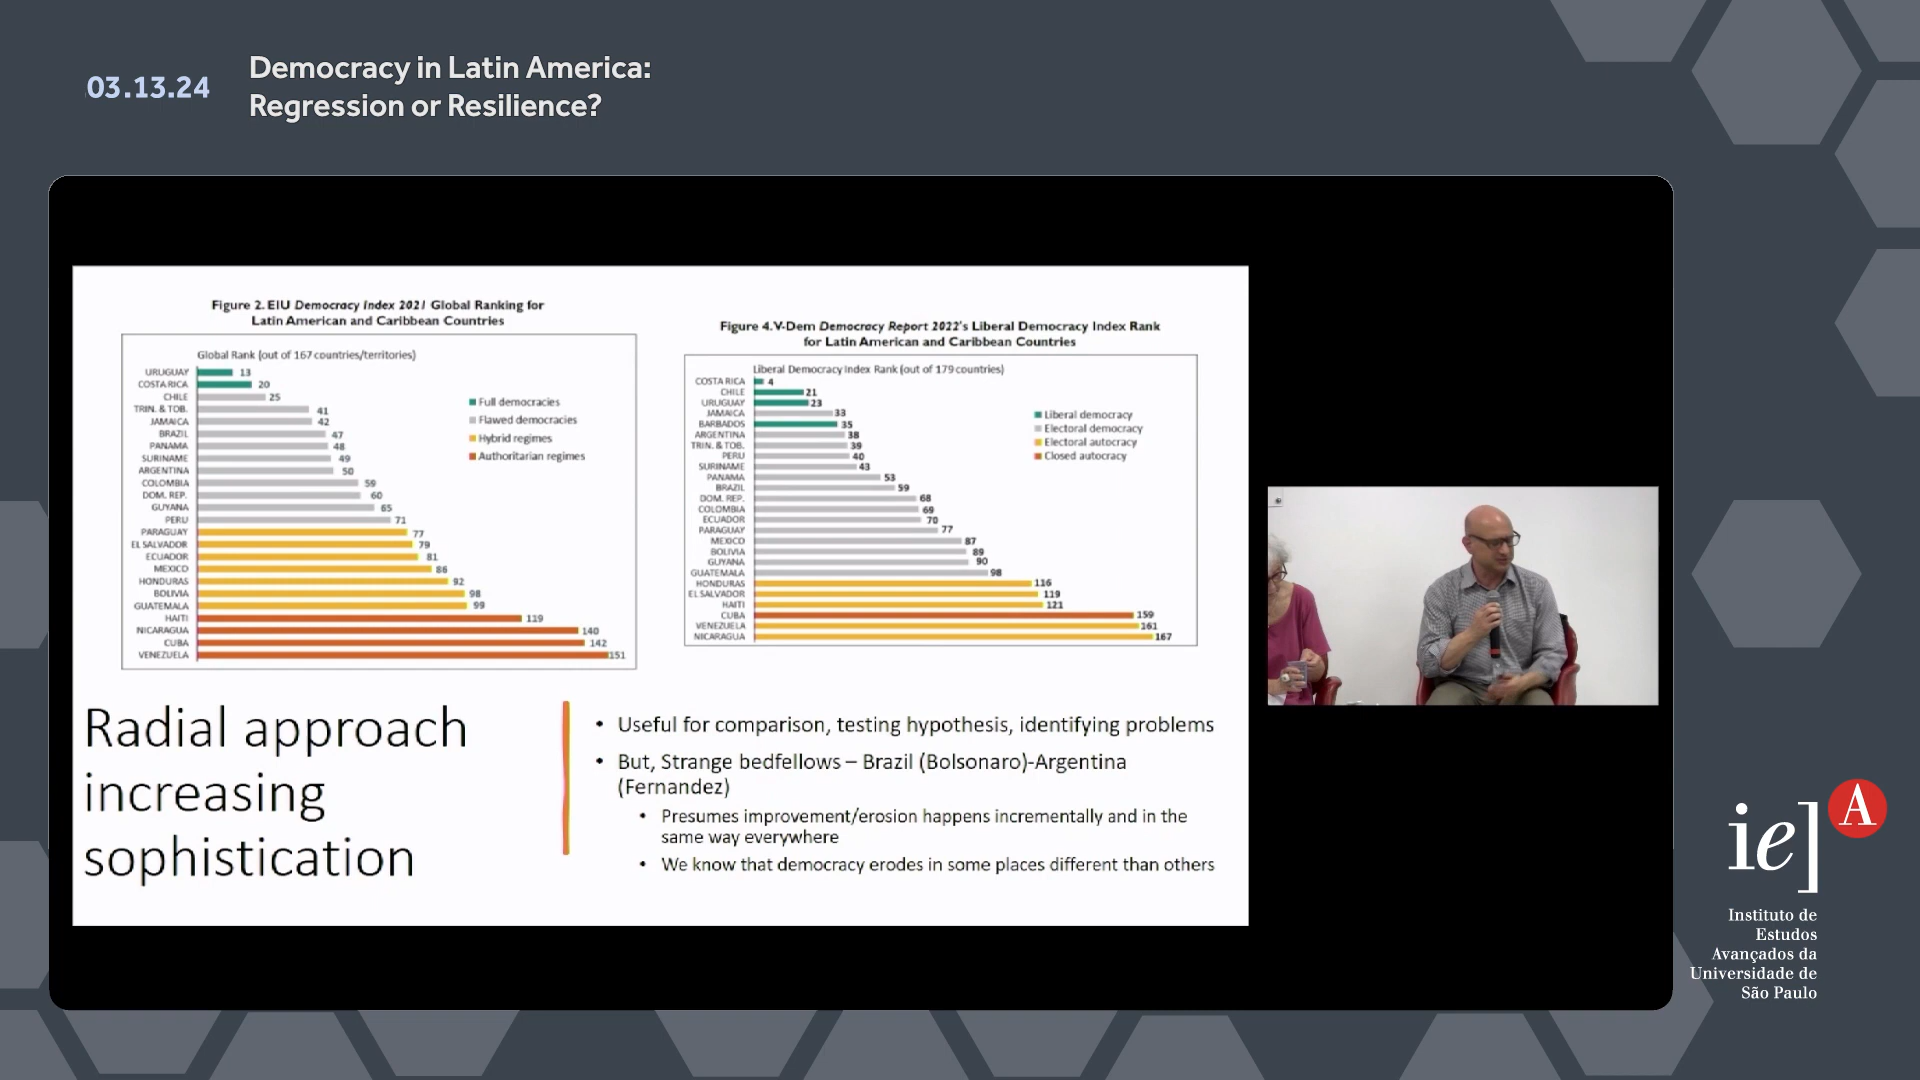 03.13.24
Democracy in Latin America:
Regression or Resilience?
Figure 2. EIU Democracy Index 2021 Global Ranking for
Latin American and Caribbean Countries
Global Rank (out of 167 countries/territories)
URUGUAY 13
COSTA RICA 20
CHILE 25
TRIN. & TOB. 41
JAMAICA 42
BRAZIL 47
PANAMA 48
SURINAME 49
ARGENTINA 50
COLOMBIA 59
DOM. REP. 60
GUYANA 65
PERU 71
PARAGUAY 77
EL SALVADOR 79
ECUADOR 81
MEXICO 86
HONDURAS 92
BOLIVIA 98
GUATEMALA 99
HAITI 119
NICARAGUA 140
CUBA 142
VENEZUELA 151
Full democracies
Flawed democracies
Hybrid regimes
Authoritarian regimes
Figure 4. V-Dem Democracy Report 2022's Liberal Democracy Index Rank
for Latin American and Caribbean Countries
Liberal Democracy Index Rank (out of 179 countries)
COSTA RICA 4
CHILE 21
URUGUAY 23
JAMAICA 33
BARBADOS 35
ARGENTINA 38
TRIN. & TOB. 39
PERU 40
SURINAME 43
PANAMA 53
BRAZIL 59
DOM. REP. 68
COLOMBIA 69
ECUADOR 70
PARAGUAY 77
MEXICO 87
BOLIVIA 89
GUYANA 90
GUATEMALA 98
HONDURAS 116
EL SALVADOR 119
HAITI 121
CUBA 159
VENEZUELA 161
NICARAGUA 167
Liberal democracy
Electoral democracy
Electoral autocracy
Closed autocracy
Radial approach
increasing
sophistication
• Useful for comparison, testing hypothesis, identifying problems
• But, Strange bedfellows – Brazil (Bolsonaro)-Argentina
(Fernandez)
• Presumes improvement/erosion happens incrementally and in the
same way everywhere
• We know that democracy erodes in some places different than others
ie] A
Instituto de
Estudos
Avançados da
Universidade de
São Paulo